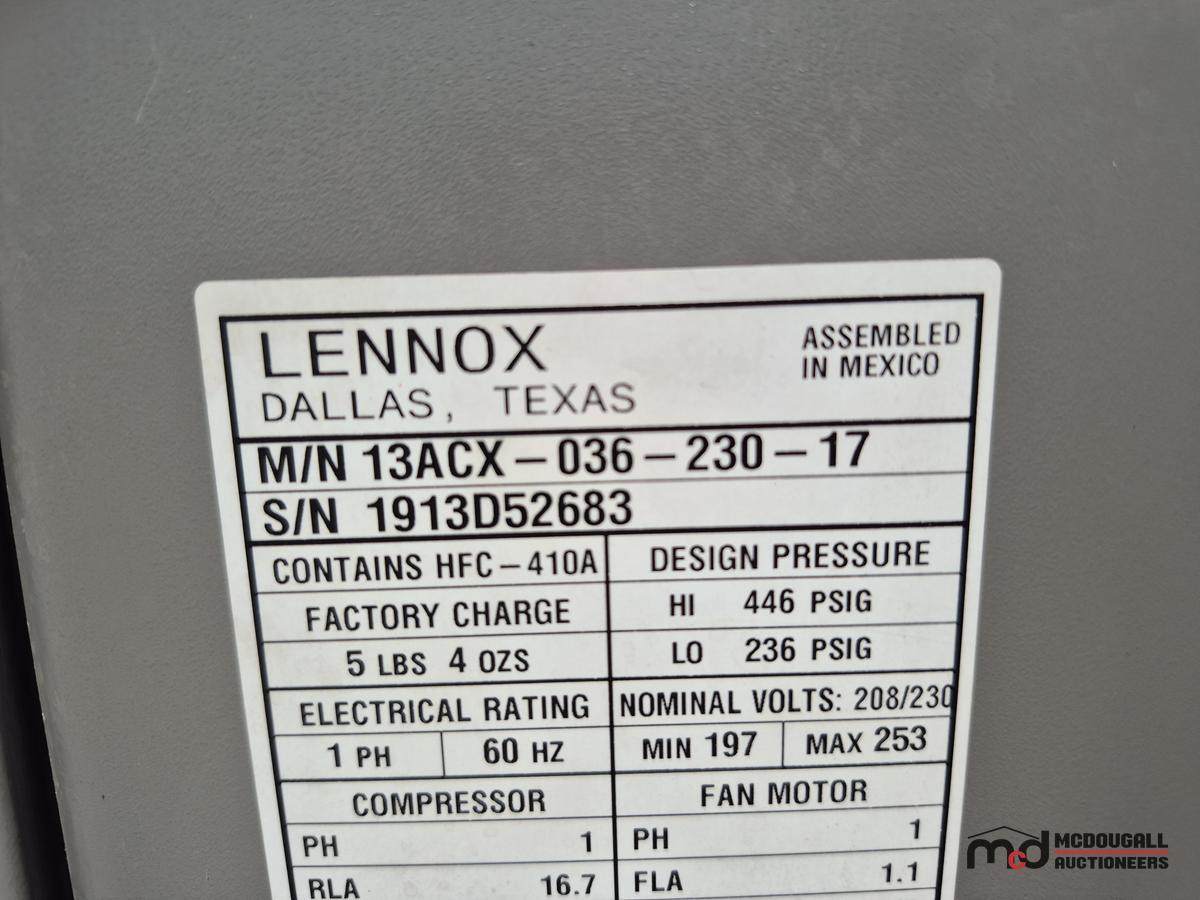 LENNOX
DALLAS, TEXAS
ASSEMBLED
IN MEXICO
M/N 13ACX-036-230-17
S/N 1913D52683
CONTAINS HFC-410A
FACTORY CHARGE
5 LBS 4 OZS
DESIGN PRESSURE
HI 446 PSIG
LO 236 PSIG
ELECTRICAL RATING
1 PH 60 HZ
NOMINAL VOLTS: 208/230
MIN 197 MAX 253
COMPRESSOR
PH 1
RLA 16.7
FAN MOTOR
PH 1
FLA 1.1
mcd MCDOUGALL
AUCTIONEERS